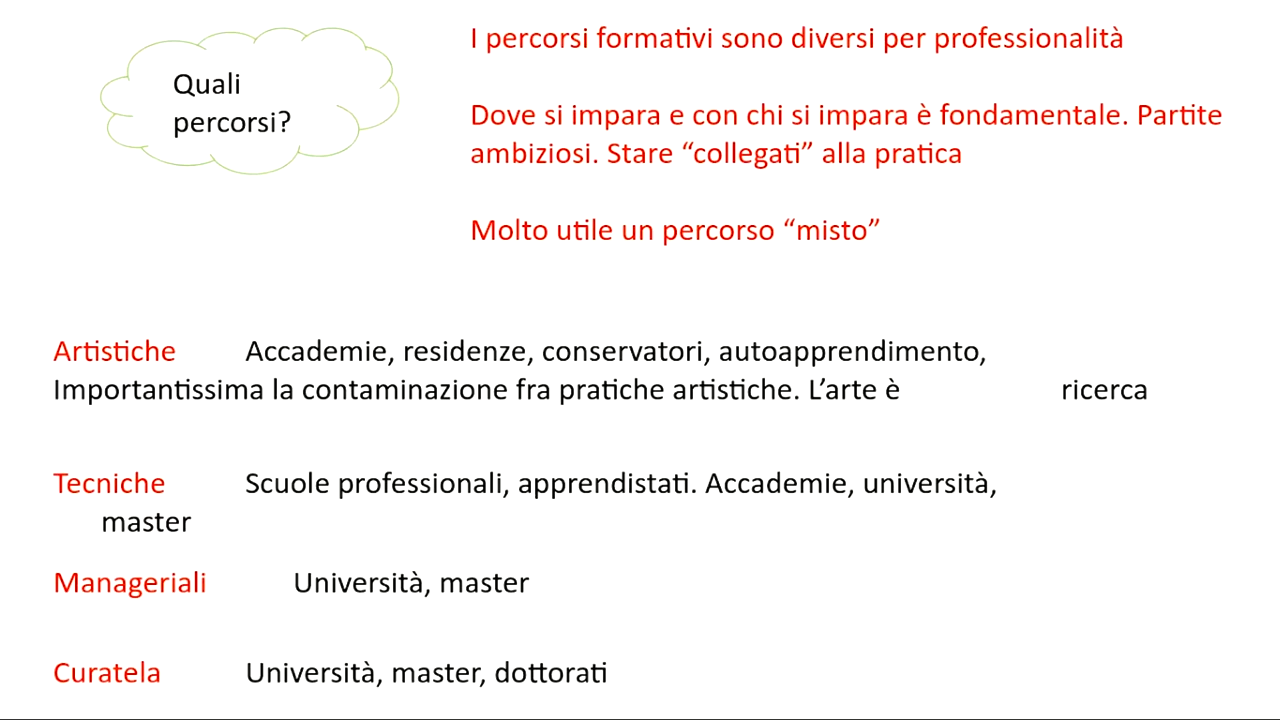 Quali
percorsi?
I percorsi formativi sono diversi per professionalità
Dove si impara e con chi si impara è fondamentale. Partite
ambiziosi. Stare “collegati” alla pratica
Molto utile un percorso “misto”
Artistiche Accademie, residenze, conservatori, autoapprendimento,
Importantissima la contaminazione fra pratiche artistiche. L’arte è ricerca
Tecniche Scuole professionali, apprendistati. Accademie, università,
master
Manageriali Università, master
Curatela Università, master, dottorati